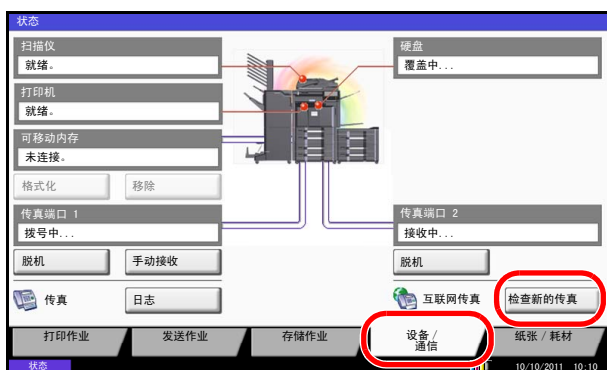 状态
扫描仪
就绪。
硬盘
覆盖中...
打印机
就绪。
可移动内存
未连接。
格式化 移除
传真端口 1
拨号中...
传真端口 2
接收中...
脱机 手动接收
脱机
传真 日志
互联网传真 检查新的传真
打印作业 发送作业 存储作业 设备 / 通信 纸张 / 耗材
状态 10/10/2011 10:10